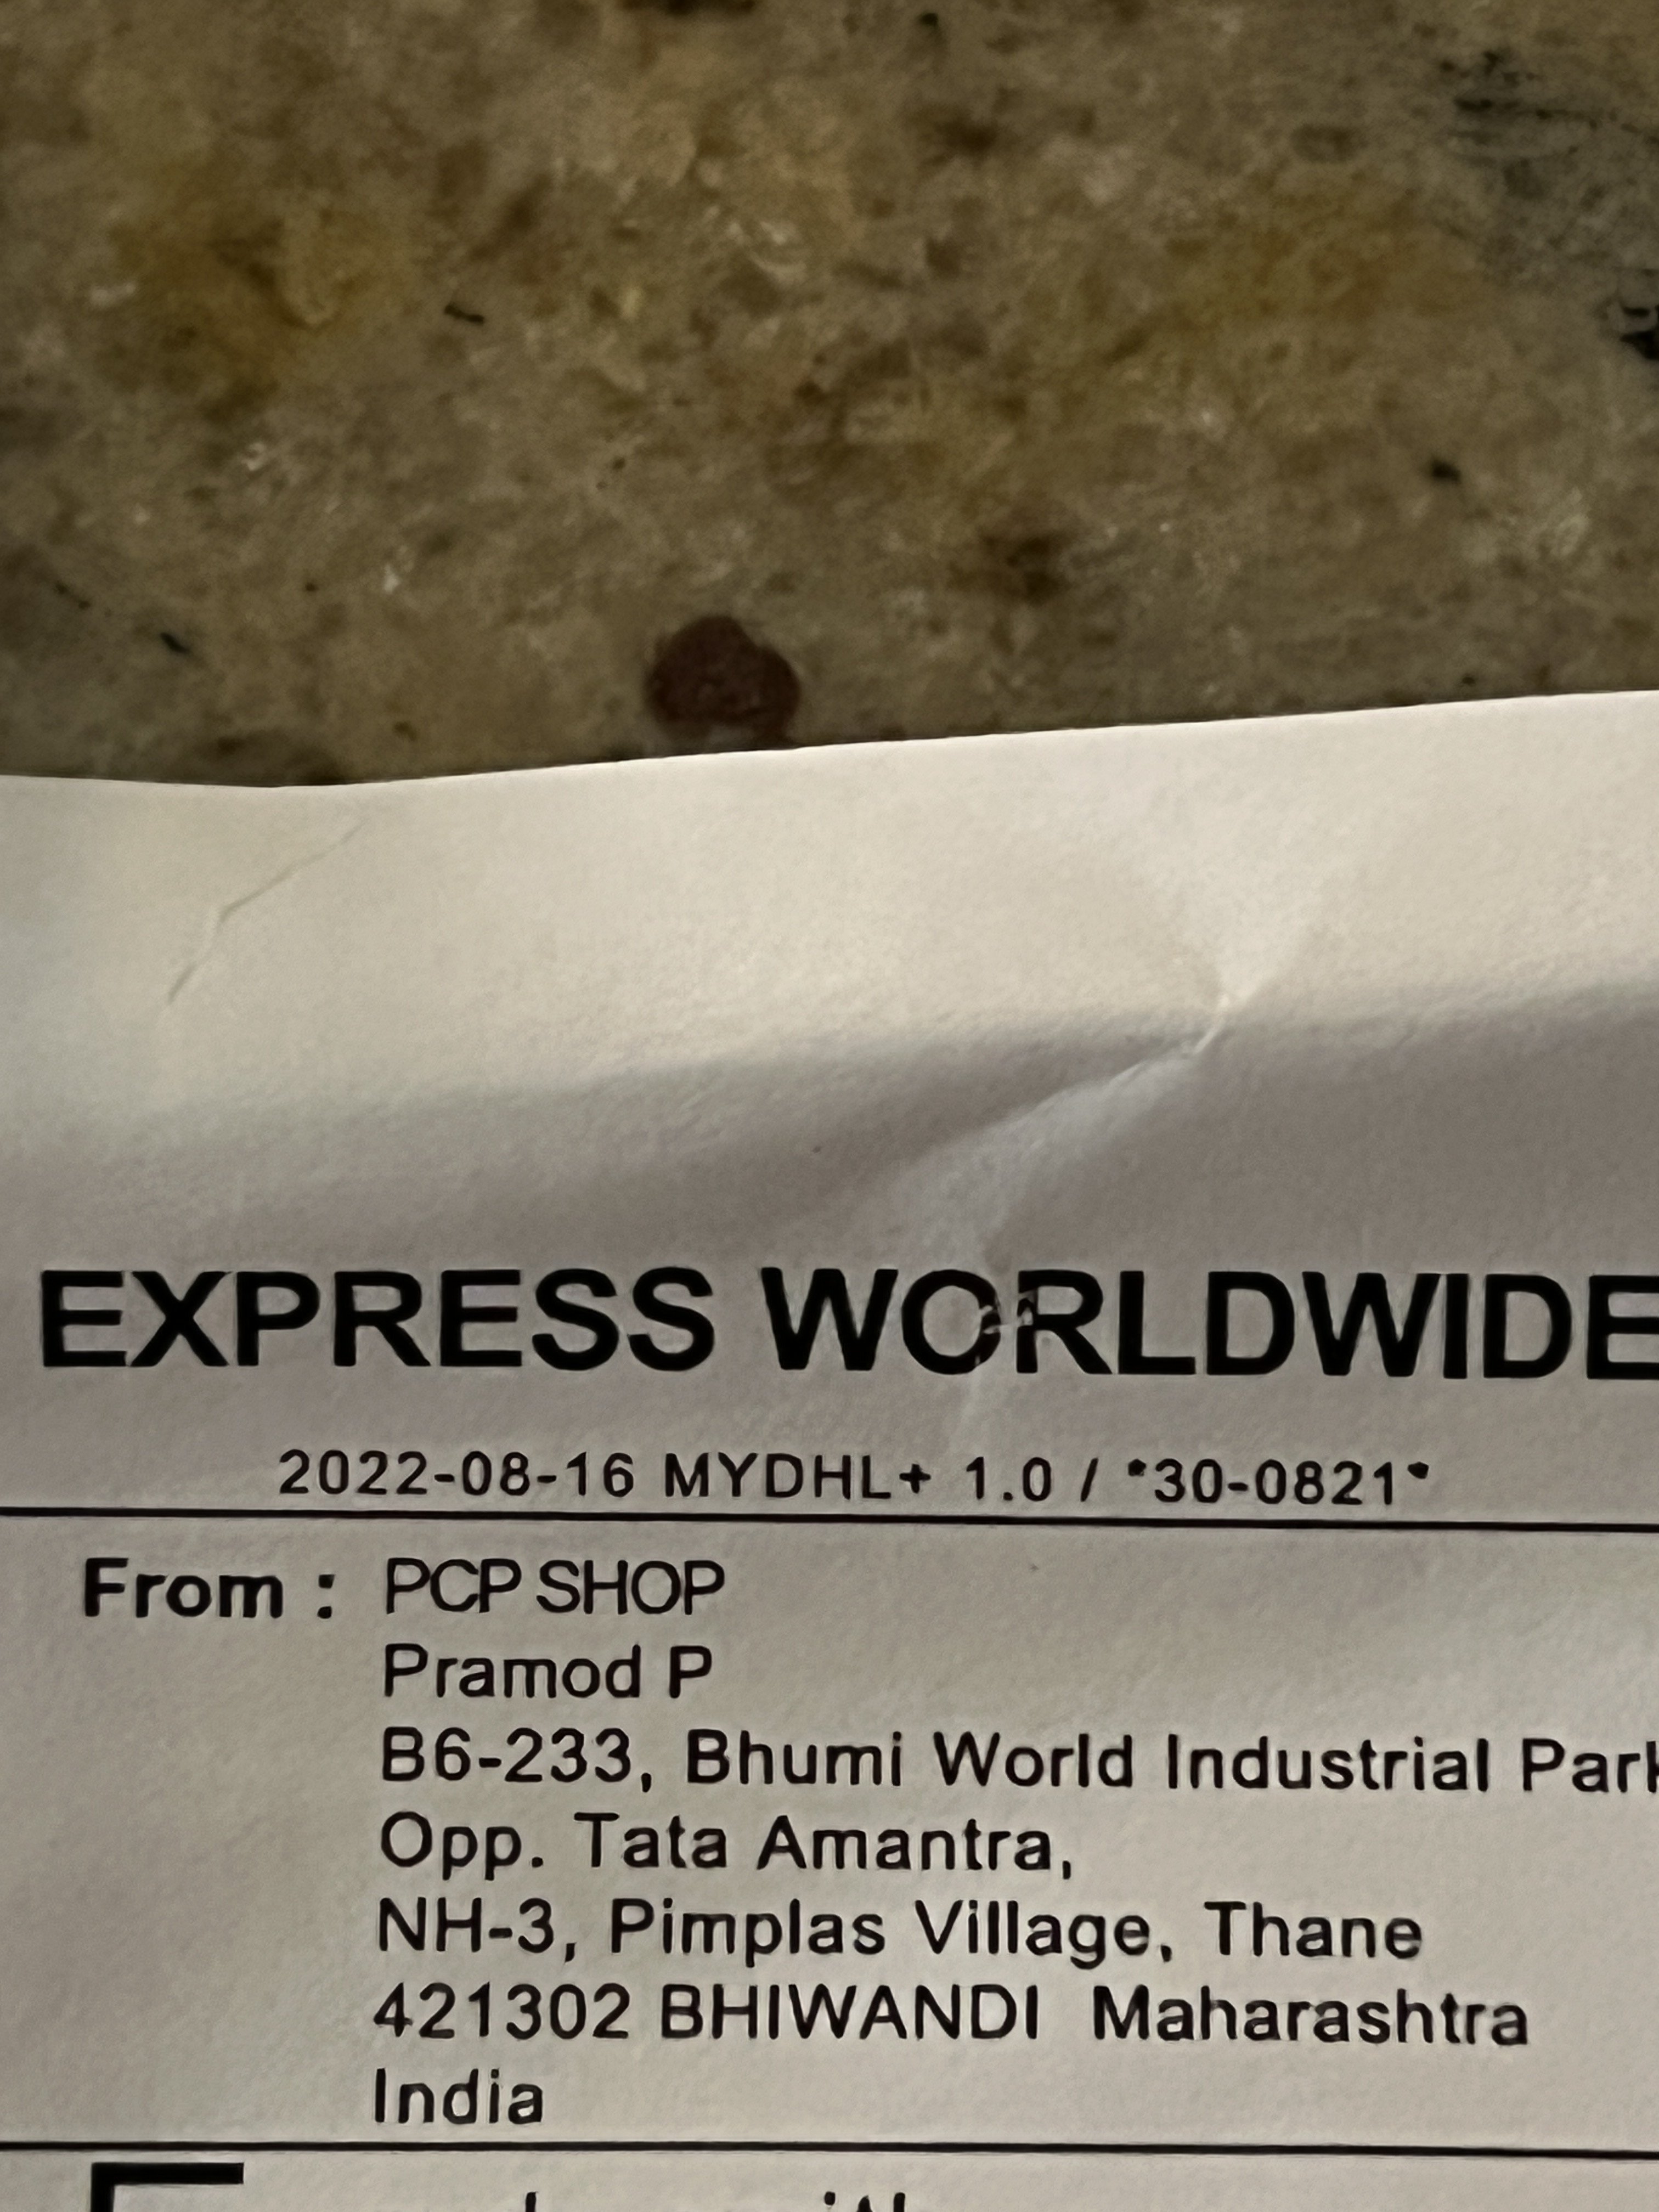 EXPRESS WORLDWIDE
2022-08-16 MYDHL+ 1.0 / *30-0821*
From : PCP SHOP
Pramod P
B6-233, Bhumi World Industrial Park
Opp. Tata Amantra,
NH-3, Pimplas Village, Thane
421302 BHIWANDI Maharashtra
India